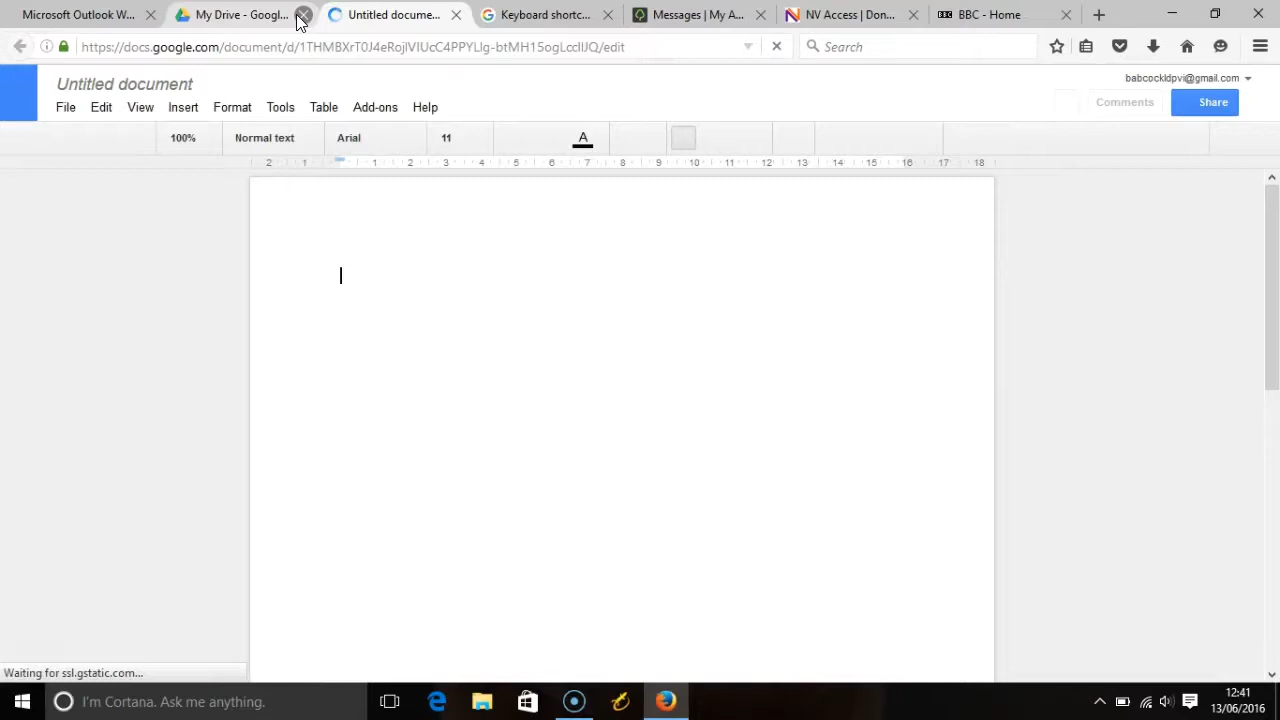 Microsoft Outlook W... My Drive - Googl... Untitled docume... Keyboard shortc... Messages | My A... NV Access | Don... BBC - Home
https://docs.google.com/document/d/1THMBXrT0J4eRojlVIUcC4PPYLlg-btMH15ogLcclIJQ/edit Search
Untitled document
babcockldpvi@gmail.com
File Edit View Insert Format Tools Table Add-ons Help
Comments Share
100% Normal text Arial 11 A
2 1 1 2 3 4 5 6 7 8 9 10 11 12 13 14 15 16 17 18
Waiting for ssl.gstatic.com...
I'm Cortana. Ask me anything.
12:41
13/06/2016